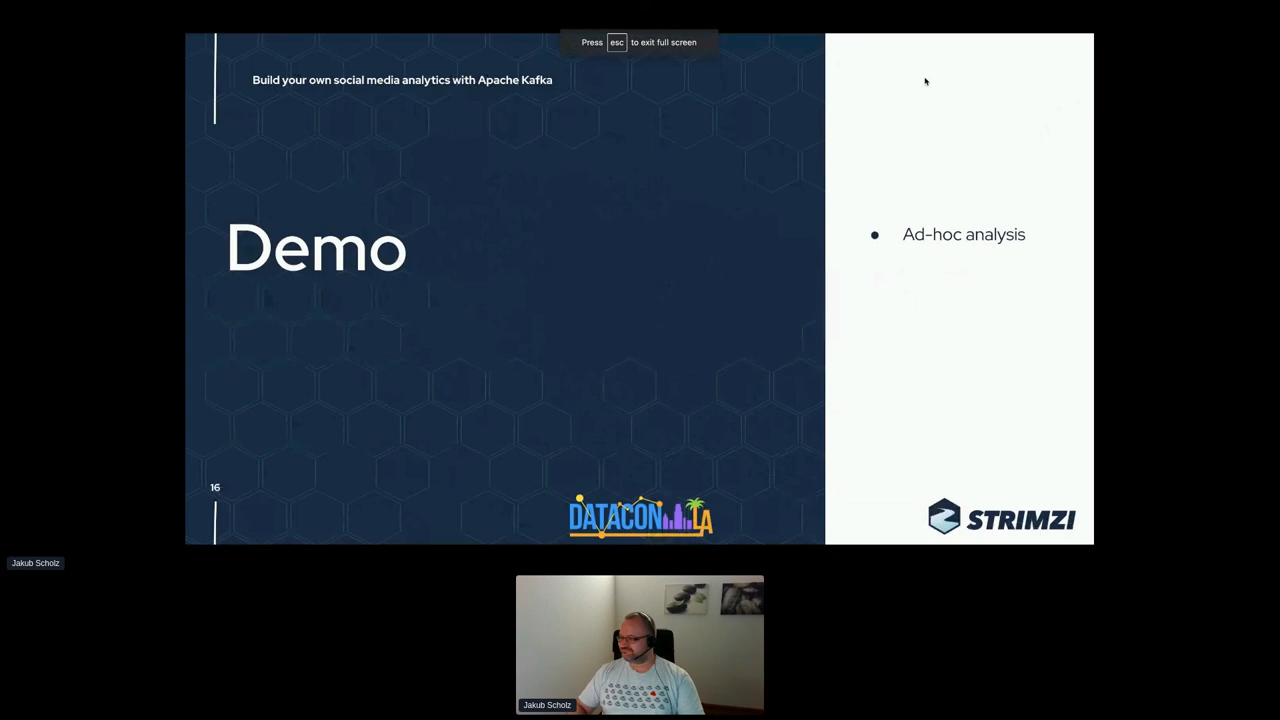 Press esc to exit full screen
Build your own social media analytics with Apache Kafka
Demo
Ad-hoc analysis
16
DATACON LA
STRIMZI
Jakub Scholz
Jakub Scholz